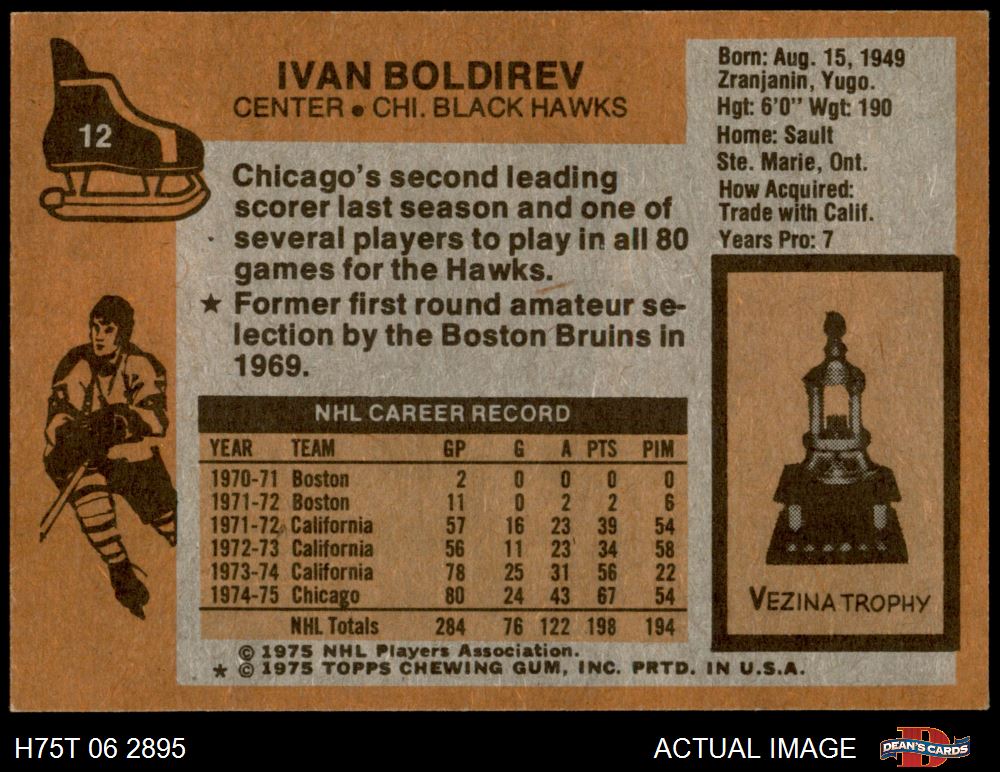 12
IVAN BOLDIREV
CENTER • CHI. BLACK HAWKS
Born: Aug. 15, 1949
Zranjanin, Yugo.
Hgt: 6'0" Wgt: 190
Home: Sault
Ste. Marie, Ont.
How Acquired:
Trade with Calif.
Years Pro: 7
Chicago's second leading
scorer last season and one of
several players to play in all 80
games for the Hawks.
★ Former first round amateur se-
lection by the Boston Bruins in
1969.
NHL CAREER RECORD
YEAR TEAM GP G A PTS PIM
1970-71 Boston 2 0 0 0 0
1971-72 Boston 11 0 2 2 6
1971-72 California 57 16 23 39 54
1972-73 California 56 11 23 34 58
1973-74 California 78 25 31 56 22
1974-75 Chicago 80 24 43 67 54
NHL Totals 284 76 122 198 194
VEZINA TROPHY
© 1975 NHL Players Association.
★ © 1975 TOPPS CHEWING GUM, INC. PRTD. IN U.S.A.
H75T 06 2895
ACTUAL IMAGE
DEAN'S CARDS